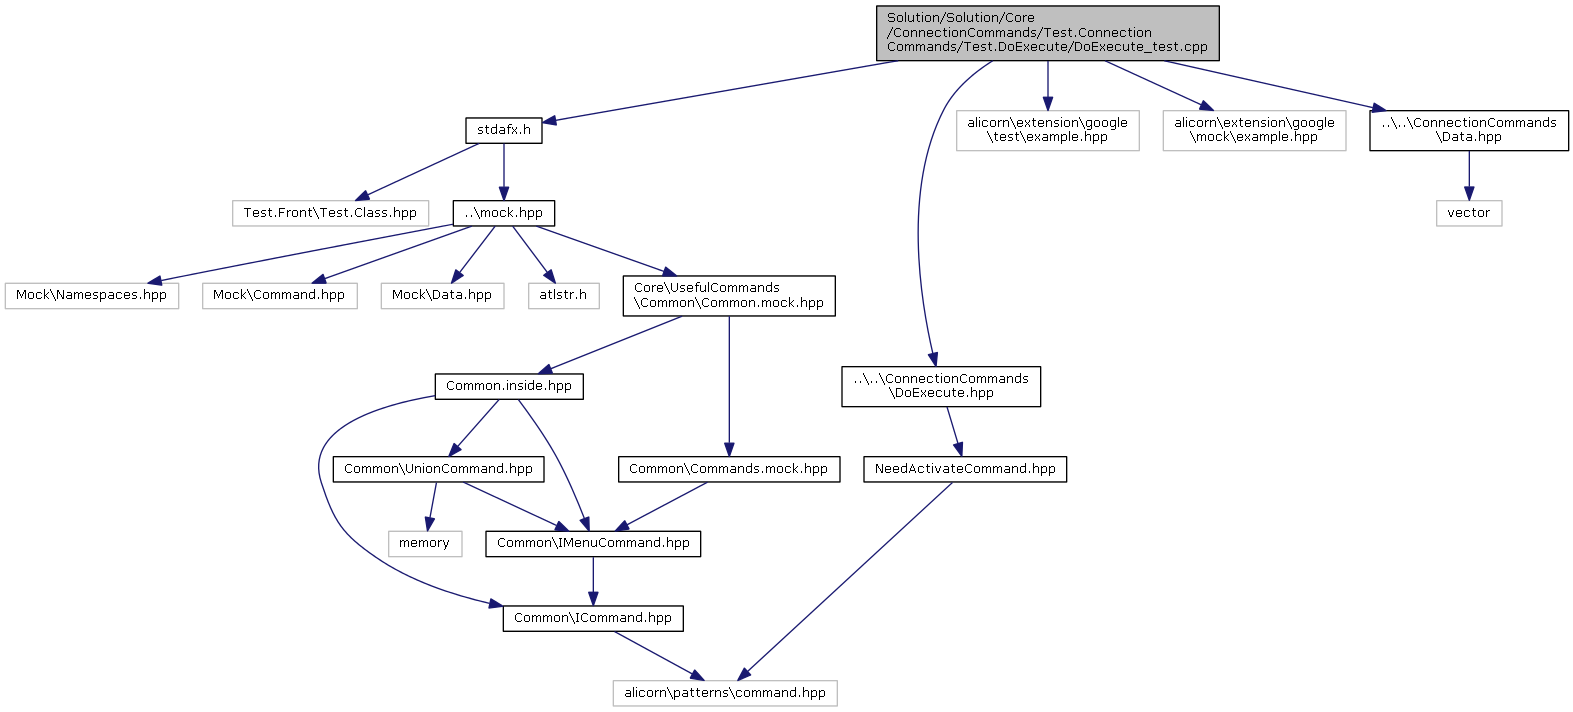 Solution/Solution/Core
/ConnectionCommands/Test.Connection
Commands/Test.DoExecute/DoExecute_test.cpp
stdafx.h
alicorn\extension\google
\test\example.hpp
alicorn\extension\google
\mock\example.hpp
..\..\ConnectionCommands
\Data.hpp
Test.Front\Test.Class.hpp
..\mock.hpp
vector
Mock\Namespaces.hpp
Mock\Command.hpp
Mock\Data.hpp
atlstr.h
Core\UsefulCommands
\Common\Common.mock.hpp
Common.inside.hpp
..\..\ConnectionCommands
\DoExecute.hpp
Common\UnionCommand.hpp
Common\Commands.mock.hpp
NeedActivateCommand.hpp
memory
Common\IMenuCommand.hpp
Common\ICommand.hpp
alicorn\patterns\command.hpp